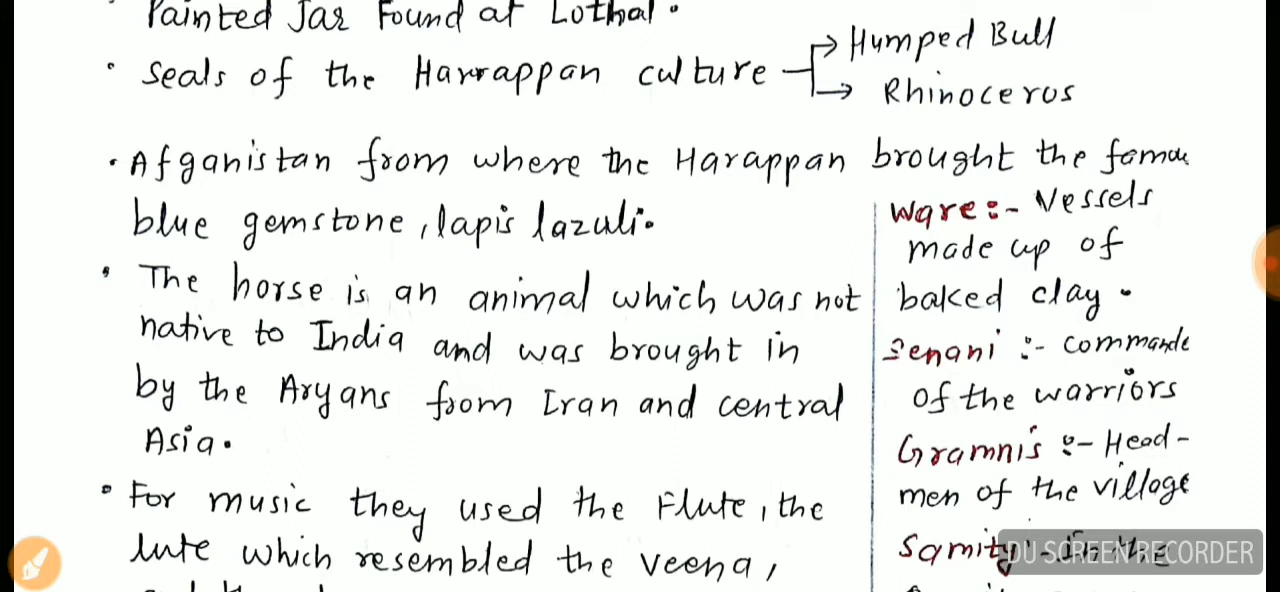 Painted Jar Found at Lothal.
• Seals of the Harrappan culture → Humped Bull
→ Rhinocerus
• Afganistan from where the Harappan brought the
blue gemstone, lapis lazuli.
• The horse is an animal which was not
native to India and was brought in
by the Aryans from Iran and central
Asia.
• For music they used the Flute, the
lute which resembled the veena,
Ware :- Vessels
made up of
baked clay.
Senani :- commande
of the warriors
Gramnis :- Head-
men of the village
Samity :- In the
DU SCREEN RECORDER